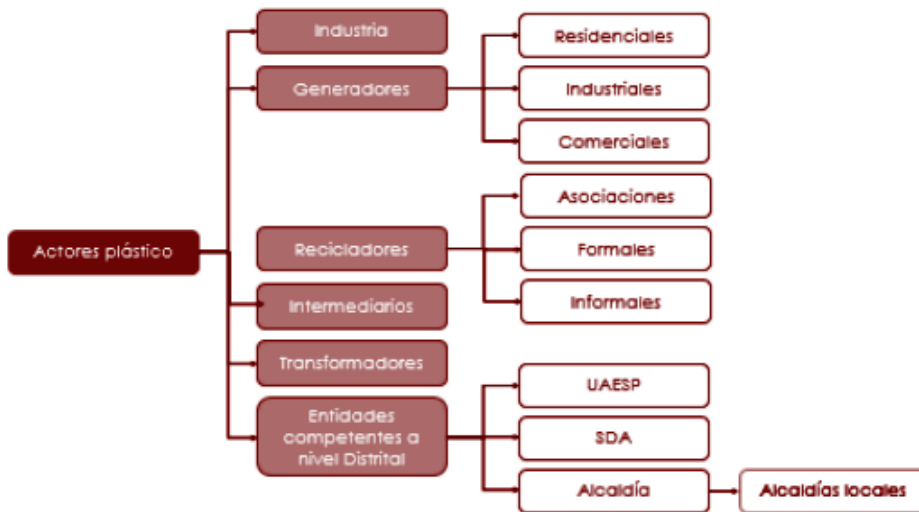 Industria
Generadores
Residenciales
Industriales
Comerciales
Actores plástico
Recicladores
Asociaciones
Formales
Informales
Intermediarios
Transformadores
Entidades
competentes a
nivel Distrital
UAESP
SDA
Alcaldía
Alcaldías locales